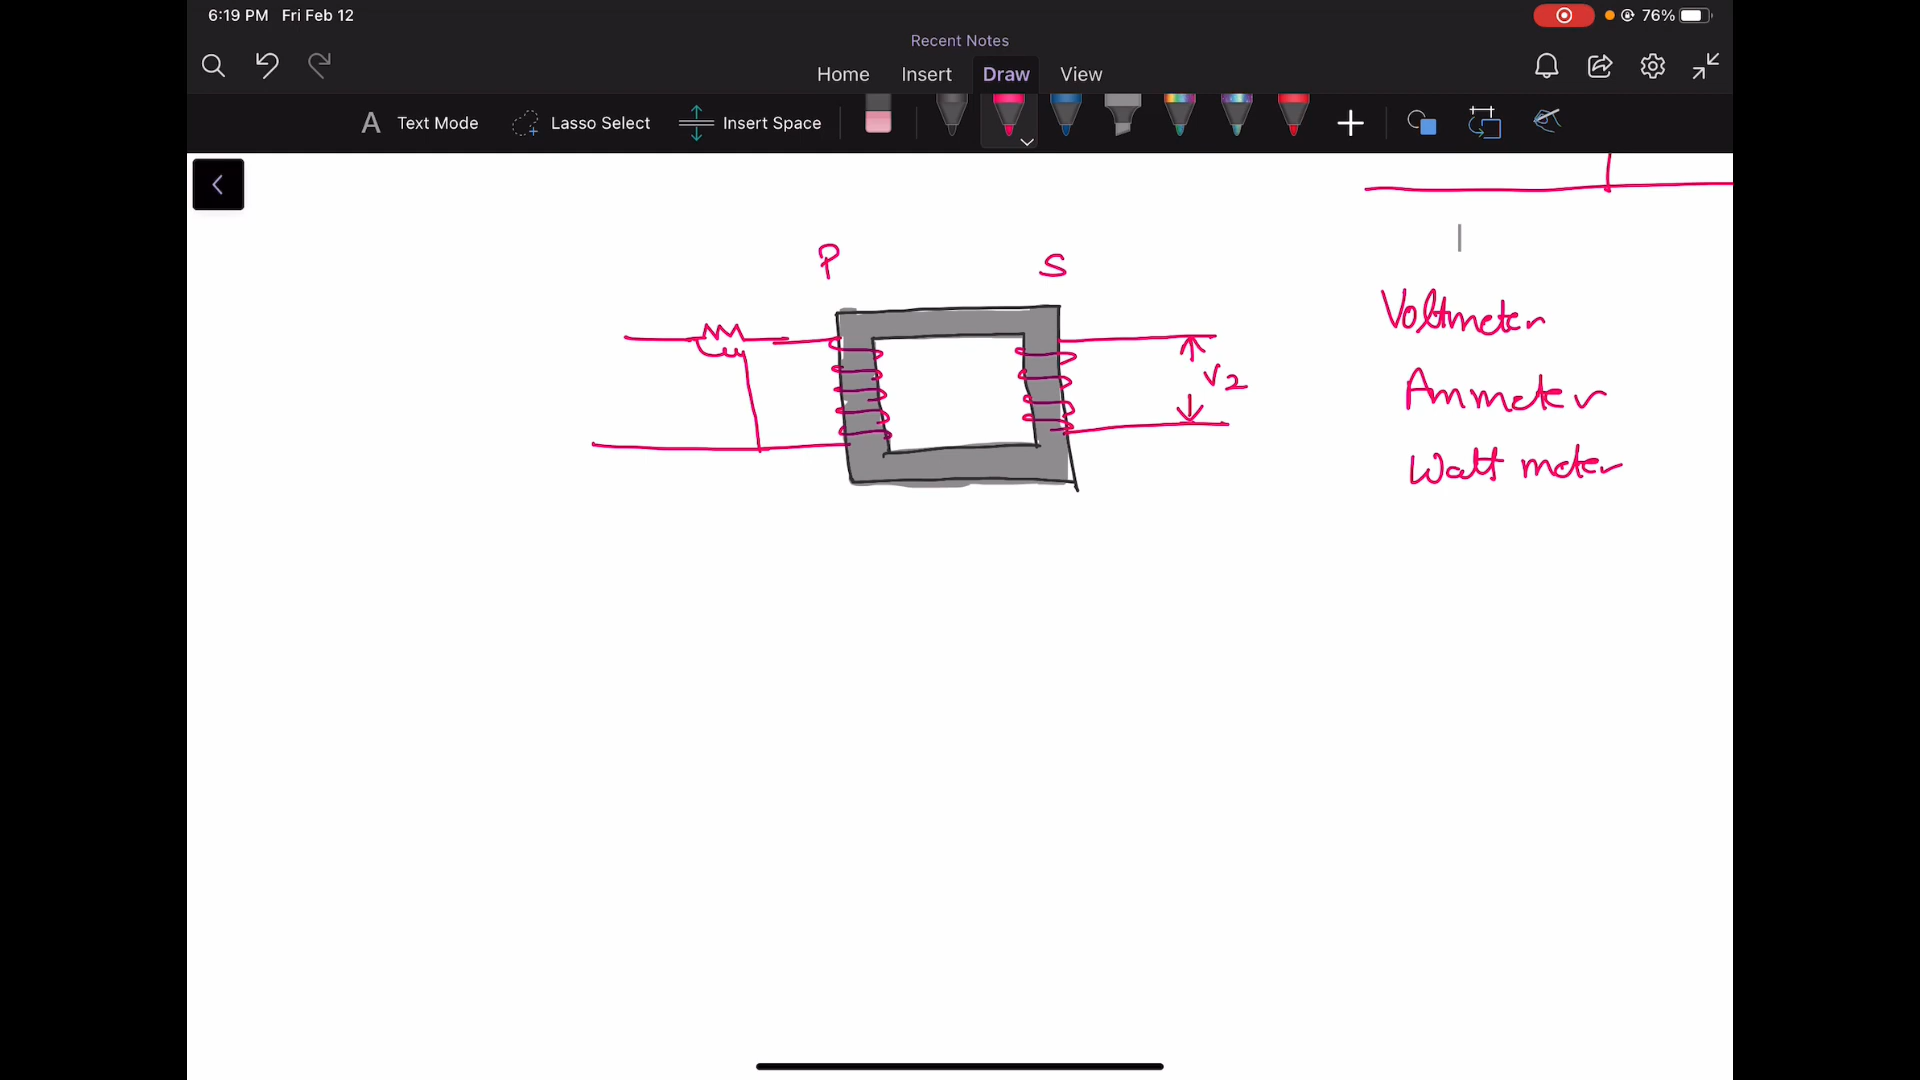 6:19 PM Fri Feb 12
76%
Recent Notes
Home Insert Draw View
A Text Mode Lasso Select Insert Space
P
S
V2
Voltmeter
Ammeter
Watt meter